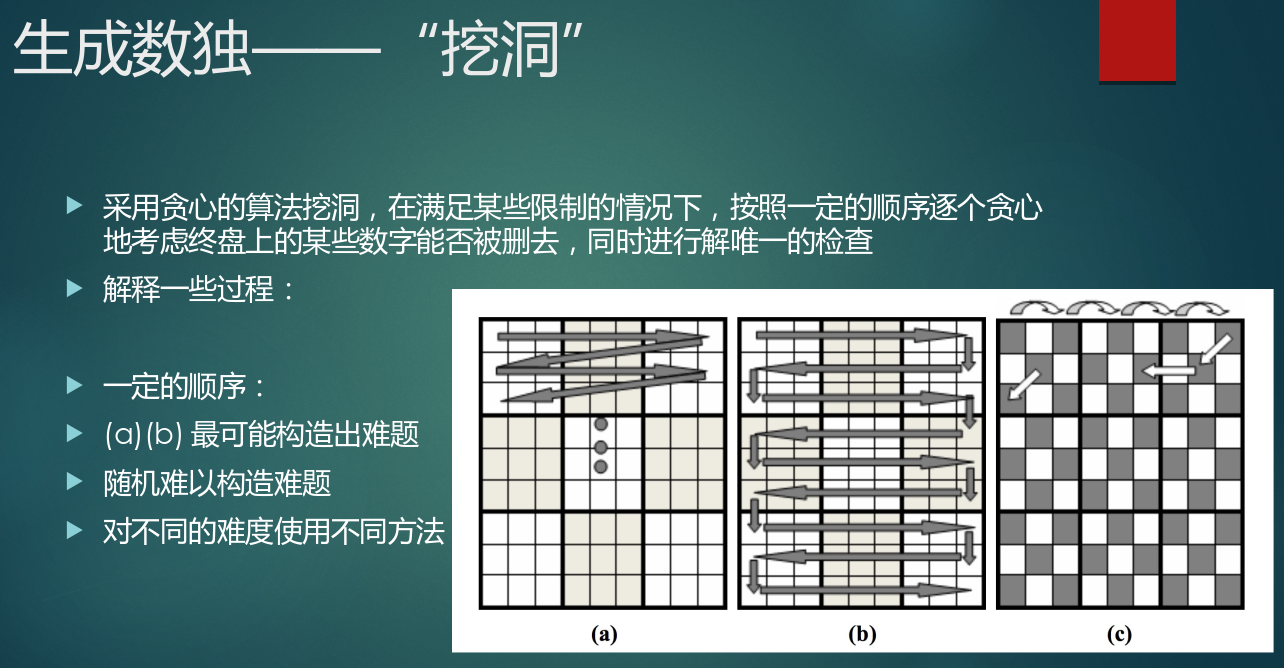 生成数独——“挖洞”
采用贪心的算法挖洞，在满足某些限制的情况下，按照一定的顺序逐个贪心
地考虑终盘上的某些数字能否被删去，同时进行解唯一的检查
解释一些过程：
一定的顺序：
(a)(b) 最可能构造出难题
随机难以构造难题
对不同的难度使用不同方法
(a)
(b)
(c)